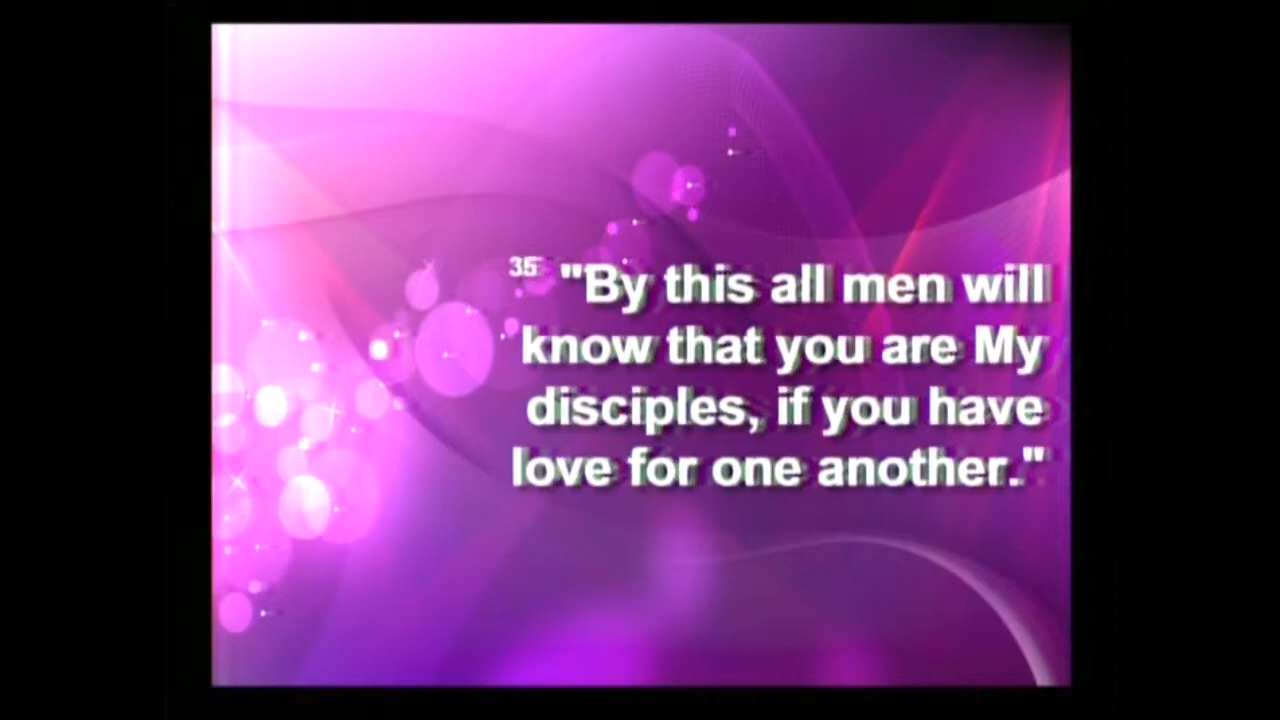 35 "By this all men will
know that you are My
disciples, if you have
love for one another."